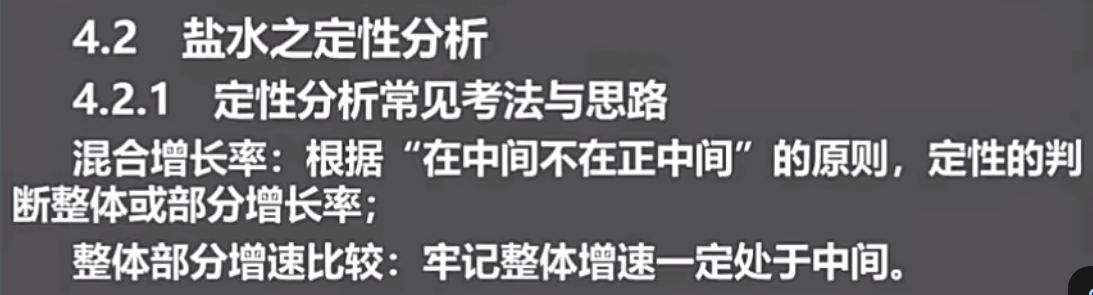 4.2 盐水之定性分析
4.2.1 定性分析常见考法与思路
混合增长率：根据“在中间不在正中间”的原则，定性的判
断整体或部分增长率；
整体部分增速比较：牢记整体增速一定处于中间。